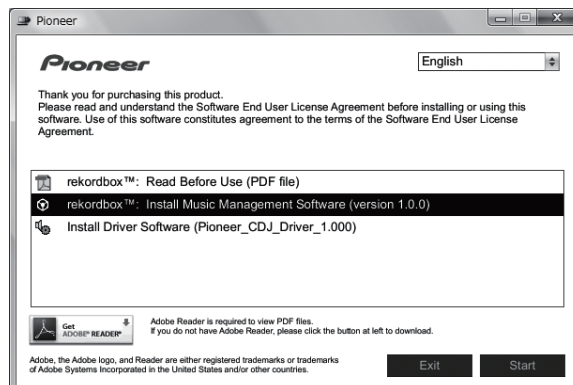 Pioneer
Pioneer
English
Thank you for purchasing this product.
Please read and understand the Software End User License Agreement before installing or using this
software. Use of this software constitutes agreement to the terms of the Software End User License
Agreement.
rekordbox™: Read Before Use (PDF file)
rekordbox™: Install Music Management Software (version 1.0.0)
Install Driver Software (Pioneer_CDJ_Driver_1.000)
Get
ADOBE® READER®
Adobe Reader is required to view PDF files.
If you do not have Adobe Reader, please click the button at left to download.
Adobe, the Adobe logo, and Reader are either registered trademarks or trademarks
of Adobe Systems Incorporated in the United States and/or other countries.
Exit
Start